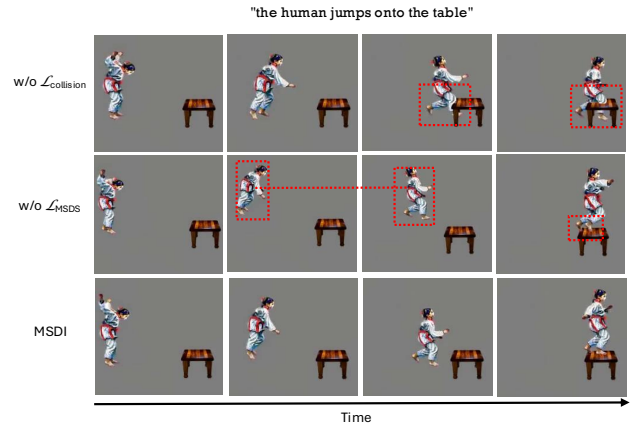 "the human jumps onto the table"
w/o ℒcollision
w/o ℒMSDS
MSDI
Time